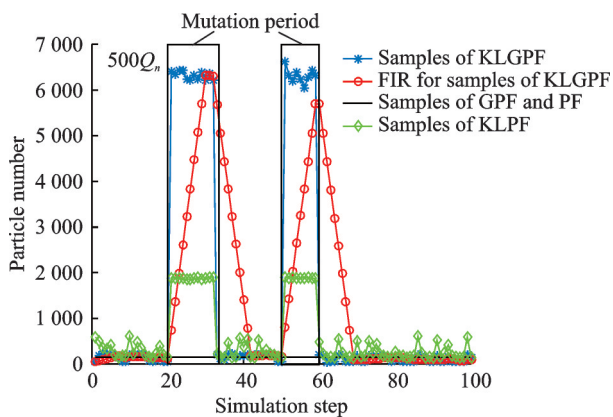 Mutation period
7 000
6 000
5 000
4 000
3 000
2 000
1 000
0
Particle number
500Qn
Samples of KLGPF
FIR for samples of KLGPF
Samples of GPF and PF
Samples of KLPF
0 20 40 60 80 100
Simulation step